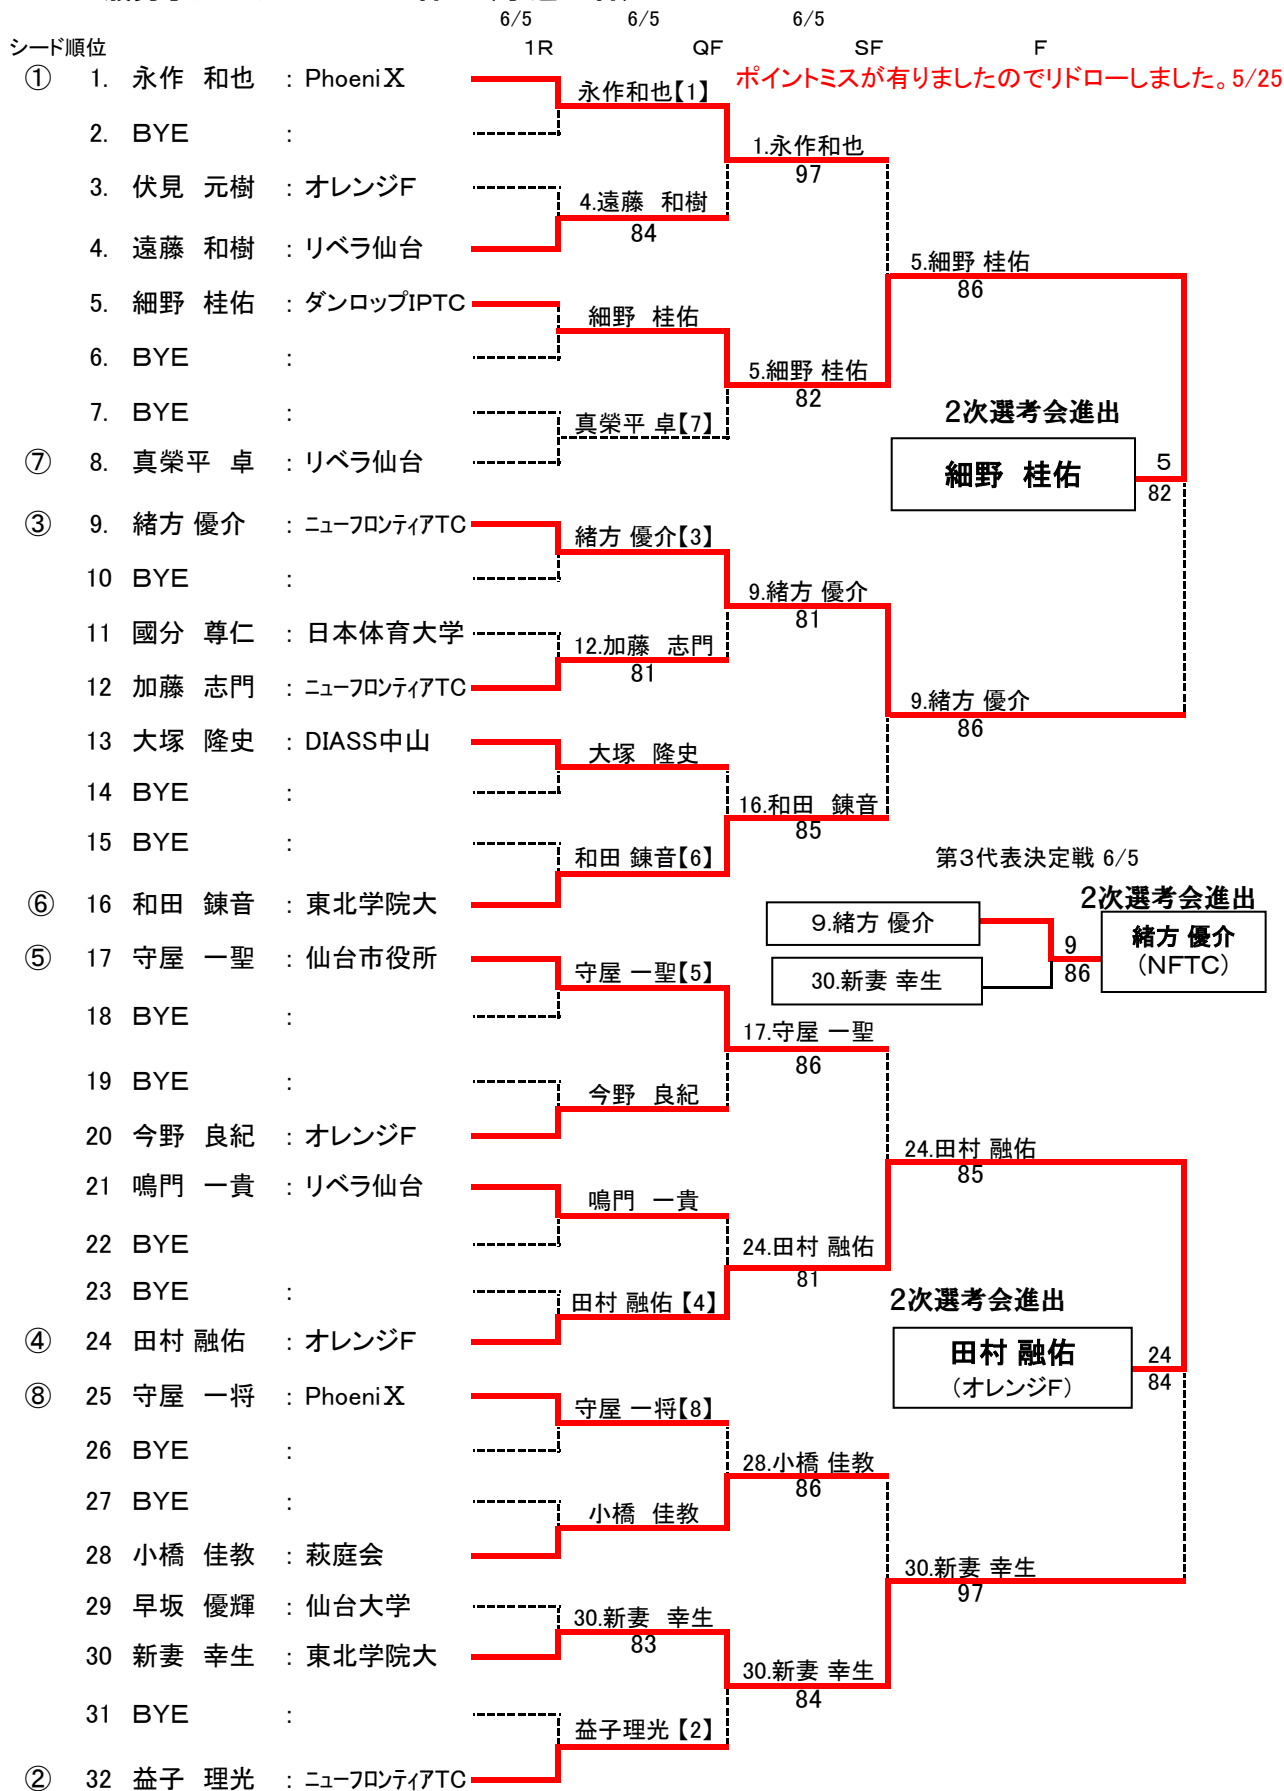 6/5 6/5 6/5
シード順位 1R QF SF F
ポイントミスが有りましたのでリドローしました。5/25
① 1. 永作 和也 : PhoeniX
永作和也【1】
2. BYE :
1.永作和也
97
3. 伏見 元樹 : オレンジF
4.遠藤 和樹
84
4. 遠藤 和樹 : リベラ仙台
5.細野 桂佑
86
5. 細野 桂佑 : ダンロップIPTC
細野 桂佑
6. BYE :
5.細野 桂佑
82
7. BYE :
真榮平 卓【7】
2次選考会進出
⑦ 8. 真榮平 卓 : リベラ仙台
細野 桂佑
5
82
③ 9. 緒方 優介 : ニューフロンティアTC
緒方 優介【3】
10 BYE :
9.緒方 優介
81
11 國分 尊仁 : 日本体育大学
12.加藤 志門
81
12 加藤 志門 : ニューフロンティアTC
9.緒方 優介
86
13 大塚 隆史 : DIASS中山
大塚 隆史
14 BYE :
16.和田 錬音
85
15 BYE :
和田 錬音【6】
第3代表決定戦 6/5
⑥ 16 和田 錬音 : 東北学院大
2次選考会進出
9.緒方 優介
9
86
緒方 優介
(NFTC)
30.新妻 幸生
⑤ 17 守屋 一聖 : 仙台市役所
守屋 一聖【5】
18 BYE :
17.守屋 一聖
86
19 BYE :
今野 良紀
20 今野 良紀 : オレンジF
24.田村 融佑
85
21 鳴門 一貴 : リベラ仙台
鳴門 一貴
22 BYE :
24.田村 融佑
81
23 BYE :
田村 融佑【4】
2次選考会進出
④ 24 田村 融佑 : オレンジF
田村 融佑
(オレンジF)
24
84
⑧ 25 守屋 一将 : PhoeniX
守屋 一将【8】
26 BYE :
28.小橋 佳教
86
27 BYE :
小橋 佳教
28 小橋 佳教 : 萩庭会
30.新妻 幸生
97
29 早坂 優輝 : 仙台大学
30.新妻 幸生
83
30 新妻 幸生 : 東北学院大
30.新妻 幸生
84
31 BYE :
益子理光【2】
② 32 益子 理光 : ニューフロンティアTC